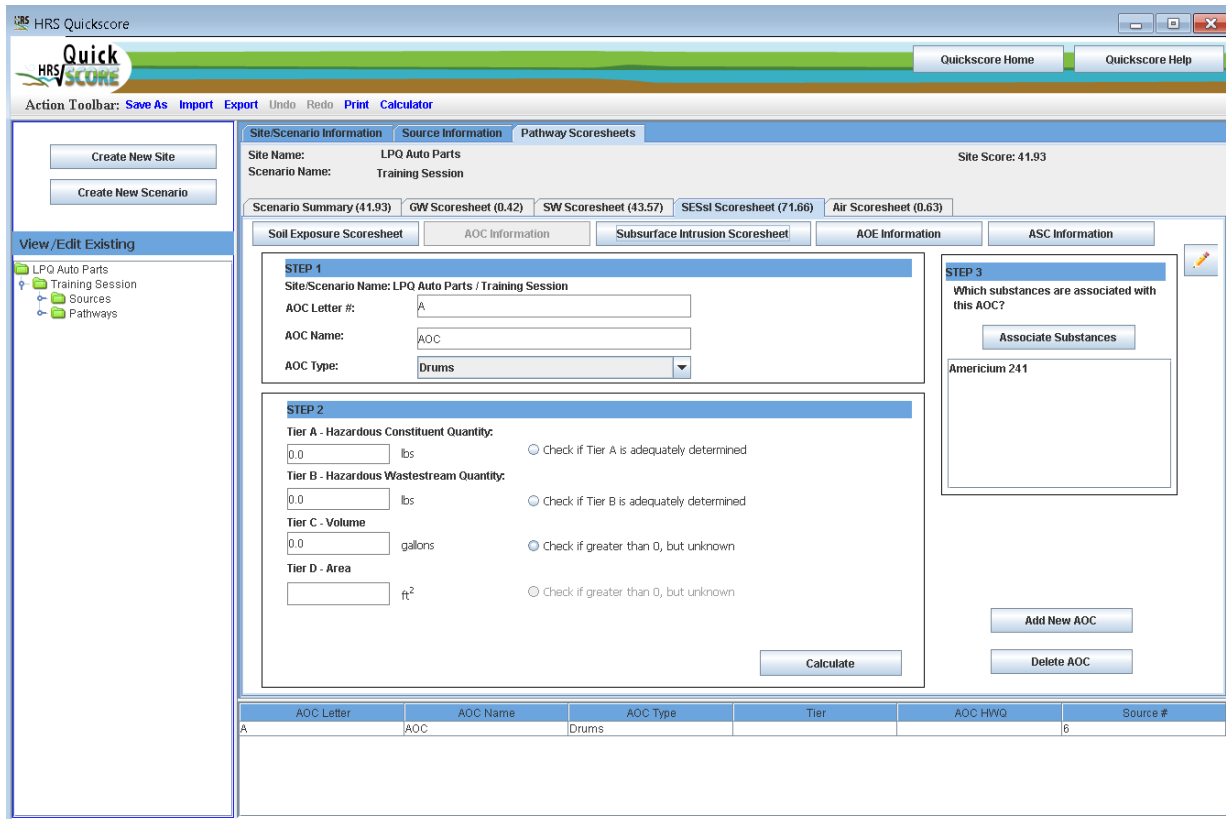 HRS HRS Quickscore
Quick
HRS SCORE
Quickscore Home Quickscore Help
Action Toolbar: Save As Import Export Undo Redo Print Calculator
Create New Site
Create New Scenario
View/Edit Existing
LPQ Auto Parts
Training Session
Sources
Pathways
Site/Scenario Information Source Information Pathway Scoresheets
Site Name: LPQ Auto Parts Site Score: 41.93
Scenario Name: Training Session
Scenario Summary (41.93) GW Scoresheet (0.42) SW Scoresheet (43.57) SESsI Scoresheet (71.66) Air Scoresheet (0.63)
Soil Exposure Scoresheet AOC Information Subsurface Intrusion Scoresheet AOE Information ASC Information
STEP 1
Site/Scenario Name: LPQ Auto Parts / Training Session
AOC Letter #: A
AOC Name: AOC
AOC Type: Drums
STEP 2
Tier A - Hazardous Constituent Quantity:
0.0 lbs Check if Tier A is adequately determined
Tier B - Hazardous Wastestream Quantity:
0.0 lbs Check if Tier B is adequately determined
Tier C - Volume
0.0 gallons Check if greater than 0, but unknown
Tier D - Area
ft² Check if greater than 0, but unknown
Calculate
STEP 3
Which substances are associated with
this AOC?
Associate Substances
Americium 241
Add New AOC
Delete AOC
AOC Letter AOC Name AOC Type Tier AOC HWQ Source #
A AOC Drums 6